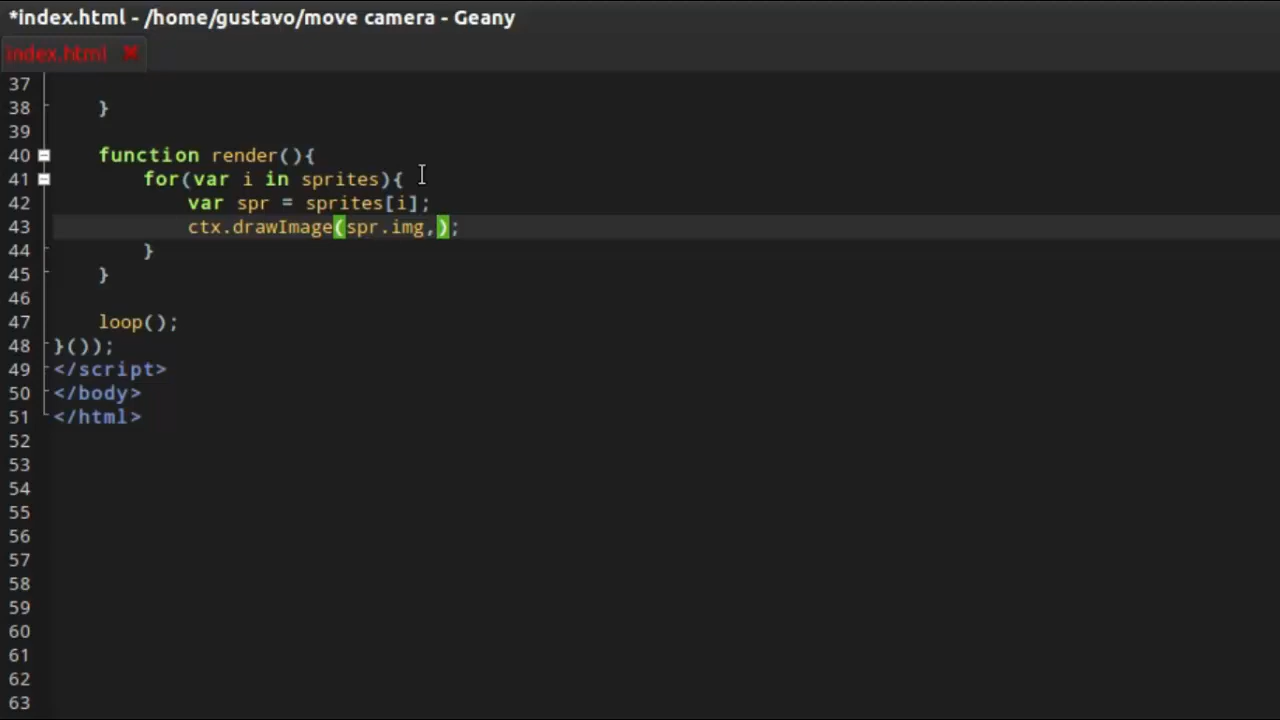 *index.html - /home/gustavo/move camera - Geany
index.html
37
38 }
39
40 function render(){
41 for(var i in sprites){
42 var spr = sprites[i];
43 ctx.drawImage(spr.img,);
44 }
45 }
46
47 loop();
48 }());
49 </script>
50 </body>
51 </html>
52
53
54
55
56
57
58
59
60
61
62
63